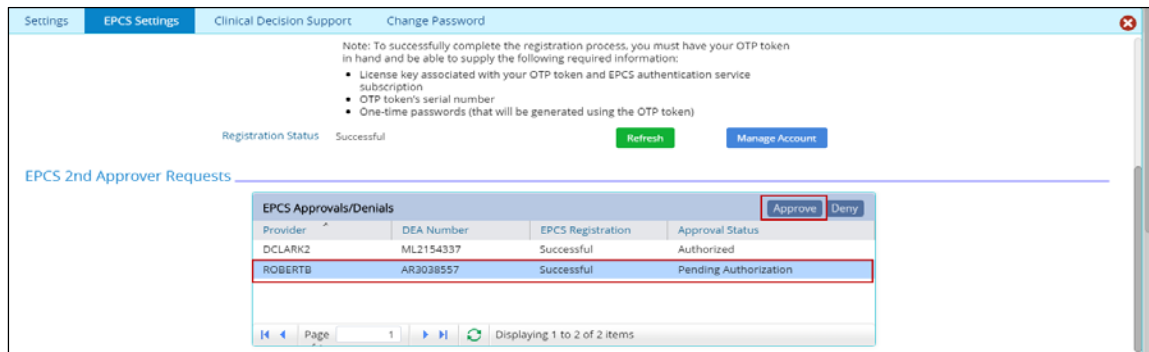 Settings EPCS Settings Clinical Decision Support Change Password
Note: To successfully complete the registration process, you must have your OTP token
in hand and be able to supply the following required information:
• License key associated with your OTP token and EPCS authentication service
subscription
• OTP token's serial number
• One-time passwords (that will be generated using the OTP token)
Registration Status Successful Refresh Manage Account
EPCS 2nd Approver Requests
EPCS Approvals/Denials Approve Deny
Provider DEA Number EPCS Registration Approval Status
DCLARK2 ML2154337 Successful Authorized
ROBERTB AR3038557 Successful Pending Authorization
Page 1 Displaying 1 to 2 of 2 items